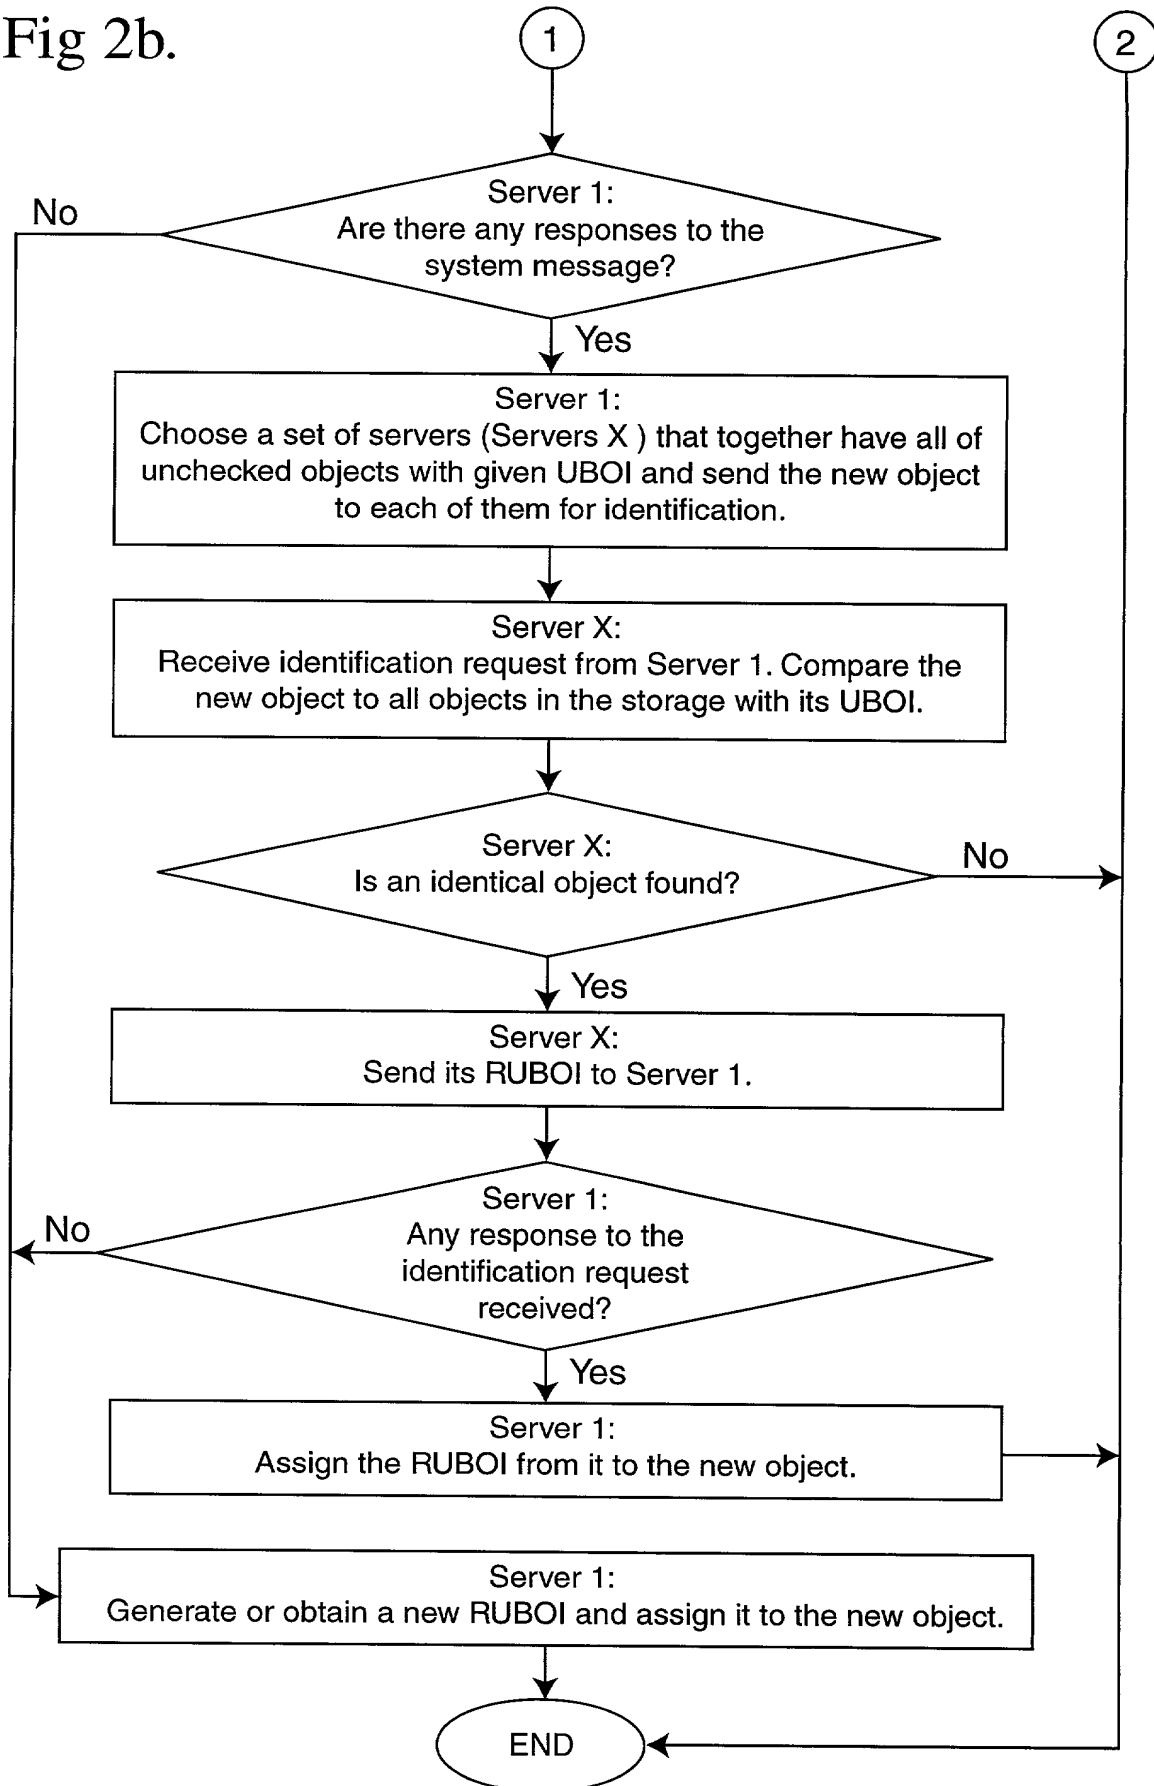 Fig 2b.
1
2
Server 1:
Are there any responses to the
system message?
No
Yes
Server 1:
Choose a set of servers (Servers X ) that together have all of
unchecked objects with given UBOI and send the new object
to each of them for identification.
Server X:
Receive identification request from Server 1. Compare the
new object to all objects in the storage with its UBOI.
Server X:
Is an identical object found?
No
Yes
Server X:
Send its RUBOI to Server 1.
Server 1:
Any response to the
identification request
received?
No
Yes
Server 1:
Assign the RUBOI from it to the new object.
Server 1:
Generate or obtain a new RUBOI and assign it to the new object.
END